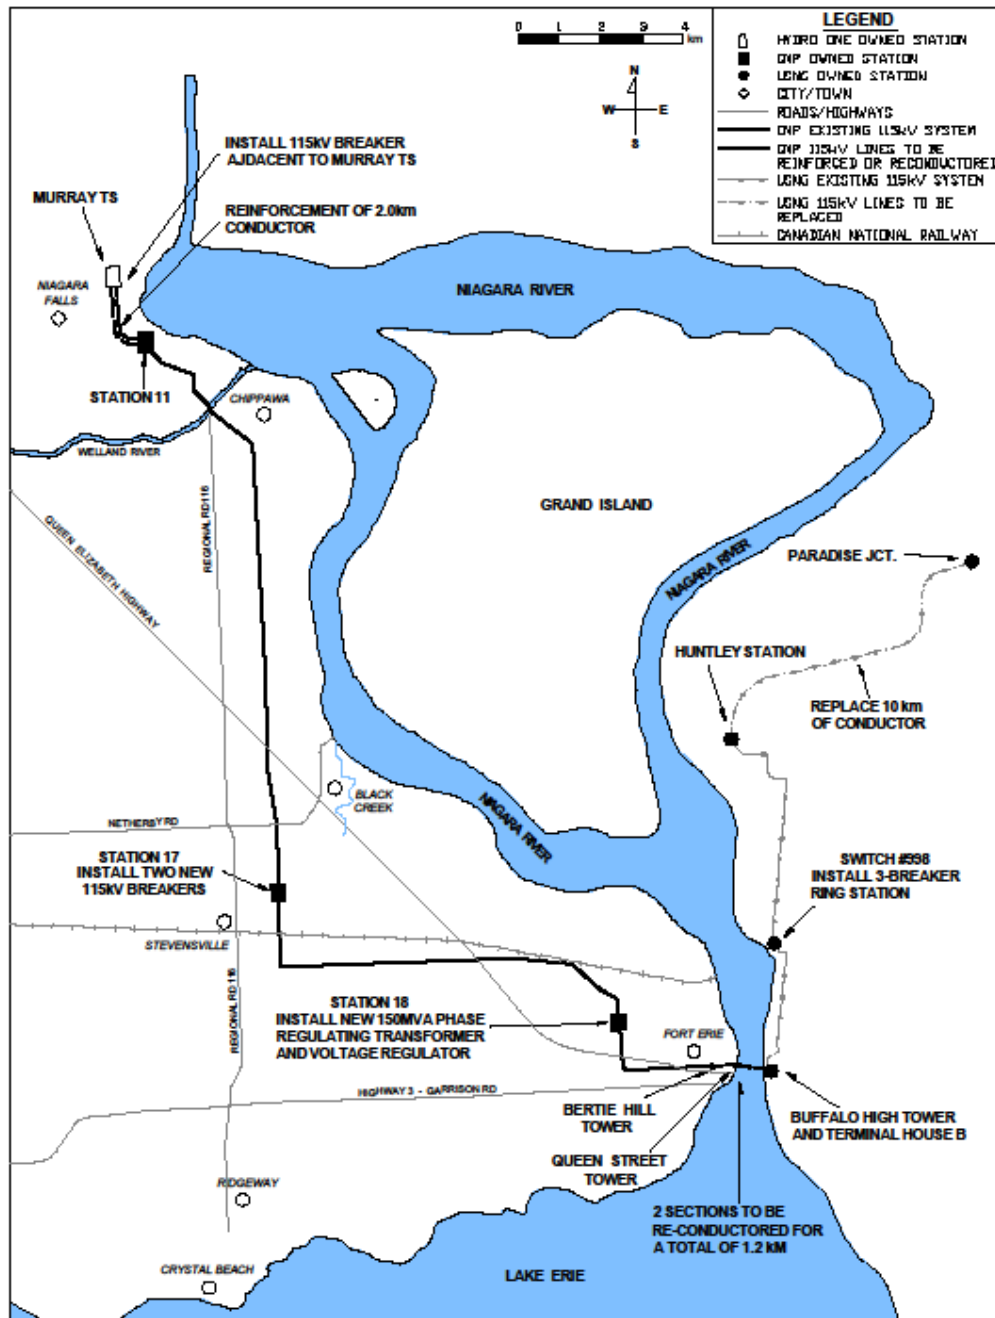 0 1 2 3 4
km
N
W E
S
LEGEND
HYDRO ONE OWNED STATION
CNP OWNED STATION
USNG OWNED STATION
CITY/TOWN
ROADS/HIGHWAYS
CNP EXISTING 115kV SYSTEM
CNP 115kV LINES TO BE
REINFORCED OR RECONDUCTORED
USNG EXISTING 115kV SYSTEM
USNG 115kV LINES TO BE
REPLACED
CANADIAN NATIONAL RAILWAY
INSTALL 115kV BREAKER
AJDACENT TO MURRAY TS
MURRAY TS
REINFORCEMENT OF 2.0km
CONDUCTOR
NIAGARA
FALLS
NIAGARA RIVER
STATION 11
CHIPPAWA
WELLAND RIVER
QUEEN ELIZABETH HIGHWAY
REGIONAL RD 116
GRAND ISLAND
NIAGARA RIVER
PARADISE JCT.
HUNTLEY STATION
REPLACE 10 km
OF CONDUCTOR
BLACK
CREEK
NETHERBY RD
NIAGARA RIVER
STATION 17
INSTALL TWO NEW
115kV BREAKERS
SWITCH #998
INSTALL 3-BREAKER
RING STATION
STEVENSVILLE
REGIONAL RD 116
STATION 18
INSTALL NEW 150MVA PHASE
REGULATING TRANSFORMER
AND VOLTAGE REGULATOR
FORT ERIE
HIGHWAY 3 - GARRISON RD
BERTIE HILL
TOWER
BUFFALO HIGH TOWER
AND TERMINAL HOUSE B
QUEEN STREET
TOWER
RIDGEWAY
2 SECTIONS TO BE
RE-CONDUCTORED FOR
A TOTAL OF 1.2 kM
CRYSTAL BEACH
LAKE ERIE